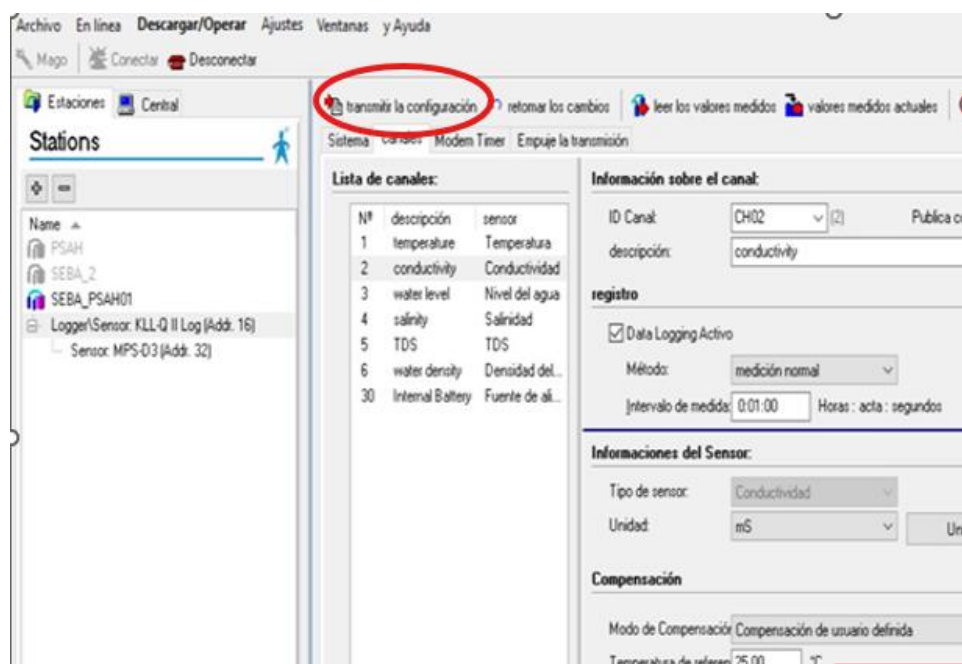 Archivo En línea Descargar/Operar Ajustes Ventanas y Ayuda
Mago Conectar Desconectar
Estaciones Central
transmitir la configuración retomar los cambios leer los valores medidos valores medidos actuales
Stations
Sistema Canales Modem Timer Empuje la transmisión
Lista de canales:
Nº descripción sensor
1 temperature Temperatura
2 conductivity Conductividad
3 water level Nivel del agua
4 salinity Salinidad
5 TDS TDS
6 water density Densidad del...
30 Internal Battery Fuente de ali...
Name
PSAH
SEBA_2
SEBA_PSAH01
Logger\Sensor: KLL-Q II Log (Addr. 16)
Sensor: MPS-D3 (Addr. 32)
Información sobre el canal:
ID Canal: CH02 (2) Publica
descripción: conductivity
registro
Data Logging Activo
Método: medición normal
Intervalo de medida: 0:01:00 Horas : acta : segundos
Informaciones del Sensor:
Tipo de sensor: Conductividad
Unidad: mS
Compensación
Modo de Compensación Compensación de usuario definida
Temperatura de referen 25.00 °C